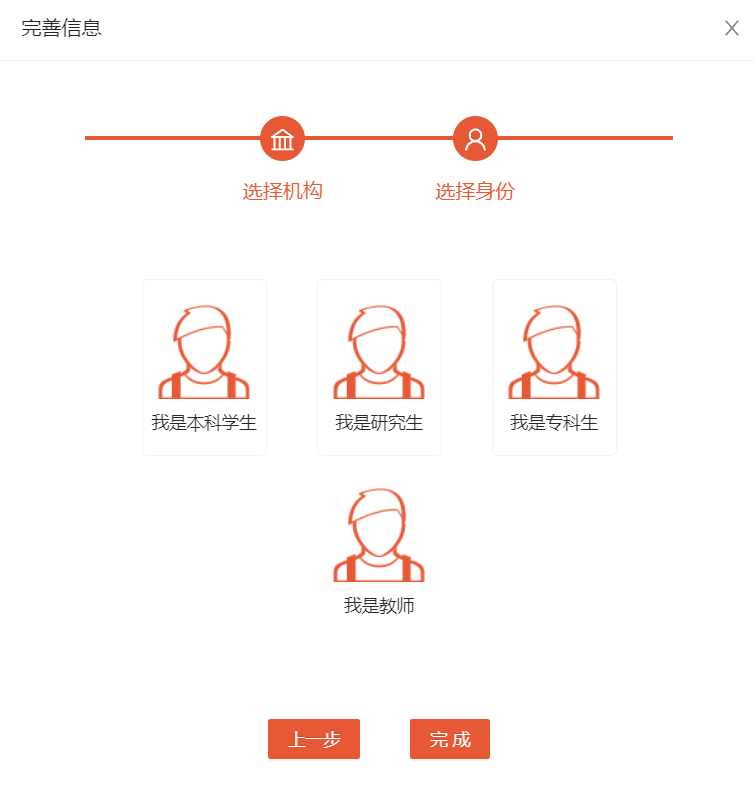 完善信息
选择机构
选择身份
我是本科学生
我是研究生
我是专科生
我是教师
上一步
完 成